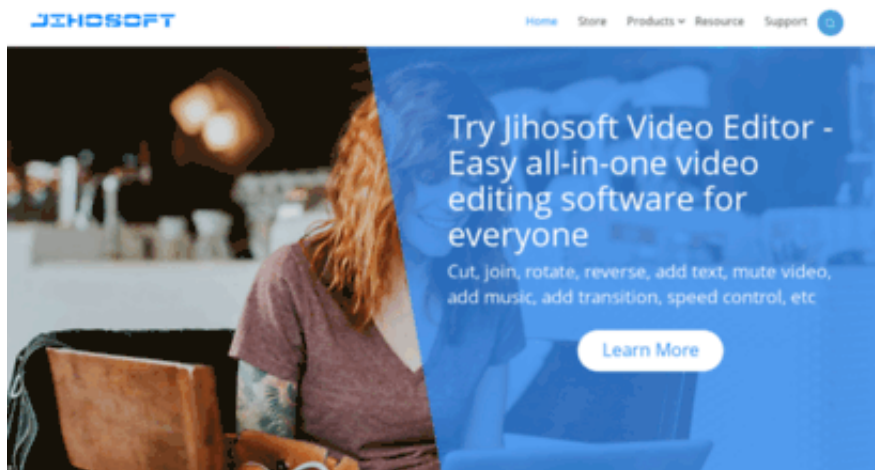 JIHOSOFT
Home Store Products Resource Support
Try Jihosoft Video Editor -
Easy all-in-one video
editing software for
everyone
Cut, join, rotate, reverse, add text, mute video,
add music, add transition, speed control, etc
Learn More